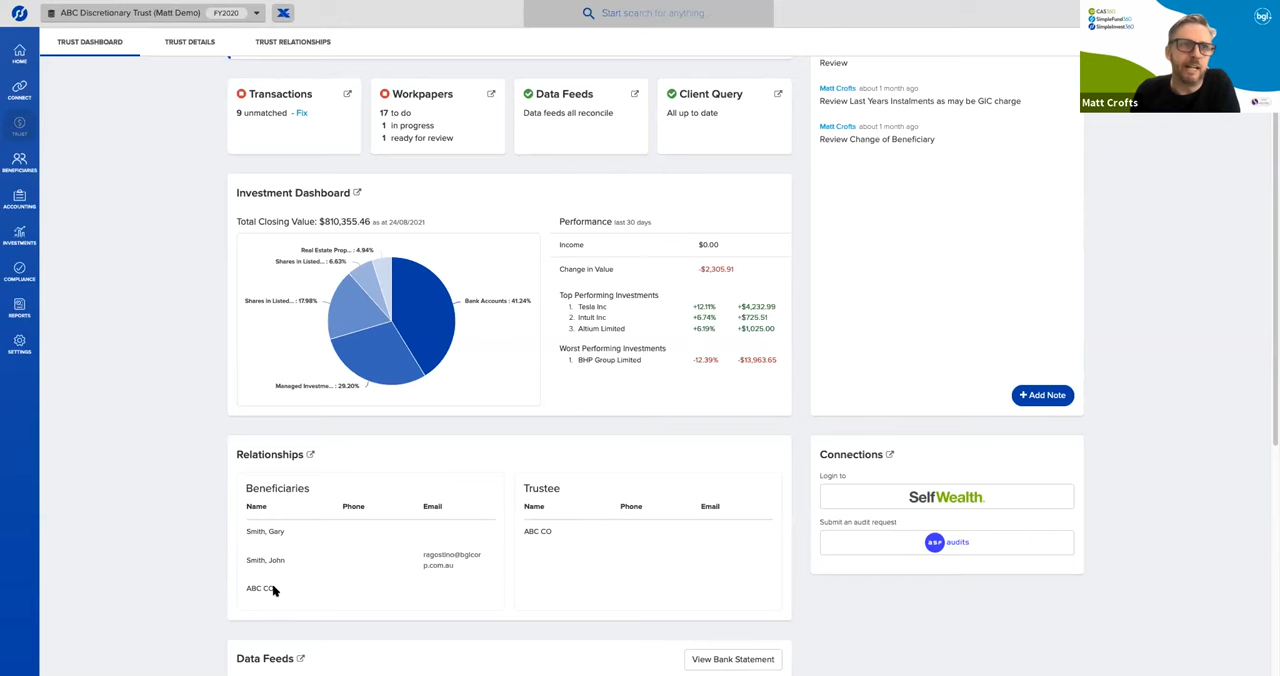 ABC Discretionary Trust (Matt Demo) FY2020
Start search for anything
TRUST DASHBOARD TRUST DETAILS TRUST RELATIONSHIPS
HOME
CONNECT
TRUST
BENEFICIARIES
ACCOUNTING
INVESTMENTS
COMPLIANCE
REPORTS
SETTINGS
Transactions
9 unmatched - Fix
Workpapers
17 to do
1 in progress
1 ready for review
Data Feeds
Data feeds all reconcile
Client Query
All up to date
Investment Dashboard
Total Closing Value: $810,355.46 as at 24/08/2021
Real Estate Prop... : 4.94%
Shares in Listed... : 6.63%
Shares in Listed... : 17.98%
Bank Accounts : 41.24%
Managed Investme... : 29.20%
Performance last 30 days
Income $0.00
Change in Value -$2,305.91
Top Performing Investments
1. Tesla Inc +12.11% +$4,232.99
2. Intuit Inc +6.74% +$725.51
3. Altium Limited +6.19% +$1,025.00
Worst Performing Investments
1. BHP Group Limited -12.39% -$13,963.65
Review
Matt Crofts about 1 month ago
Review Last Years Instalments as may be GIC charge
Matt Crofts about 1 month ago
Review Change of Beneficiary
+ Add Note
Relationships
Beneficiaries
Name Phone Email
Smith, Gary
Smith, John ragostino@bglcor
p.com.au
ABC CO
Trustee
Name Phone Email
ABC CO
Connections
Login to
SelfWealth.
Submit an audit request
asf audits
Data Feeds
View Bank Statement
CAS360
SimpleFund360
SimpleInvest360
bgl
Matt Crofts